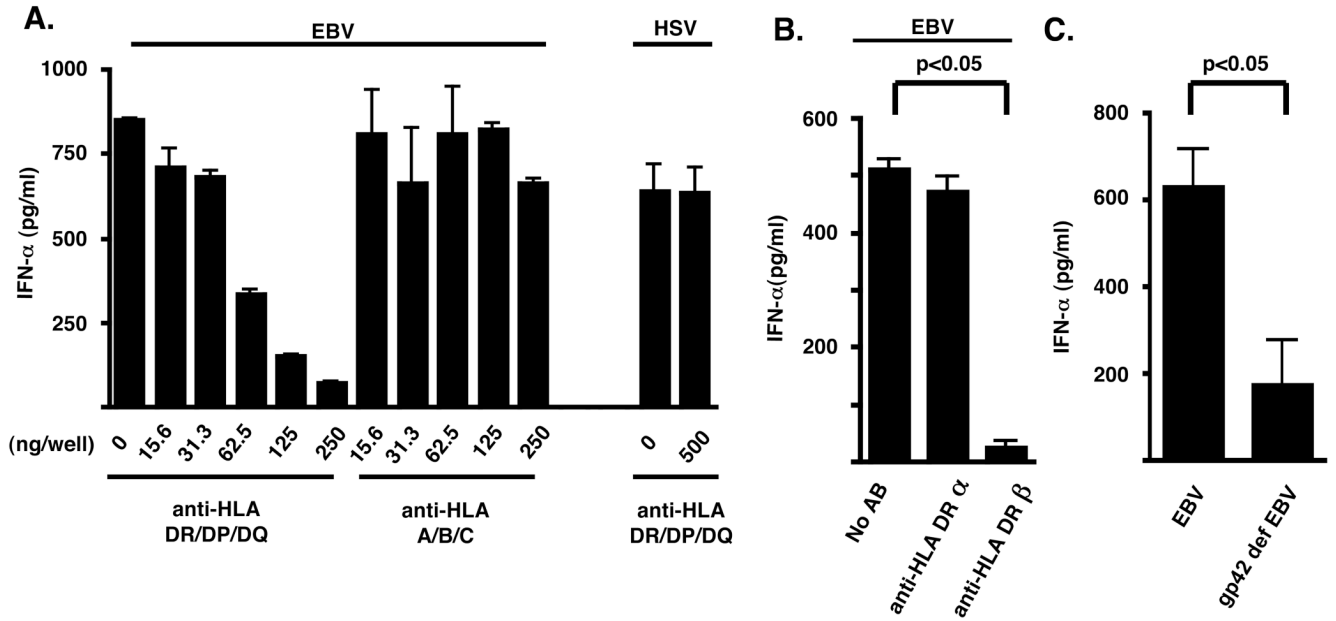 A.
EBV
HSV
1000
750
500
250
IFN-α (pg/ml)
(ng/well)
0
15.6
31.3
62.5
125
250
15.6
31.3
62.5
125
250
0
500
anti-HLA
DR/DP/DQ
anti-HLA
A/B/C
anti-HLA
DR/DP/DQ
B.
EBV
p<0.05
600
400
200
IFN-α(pg/ml)
No AB
anti-HLA DR α
anti-HLA DR β
C.
p<0.05
800
600
400
200
IFN-α (pg/ml)
EBV
gp42 def EBV